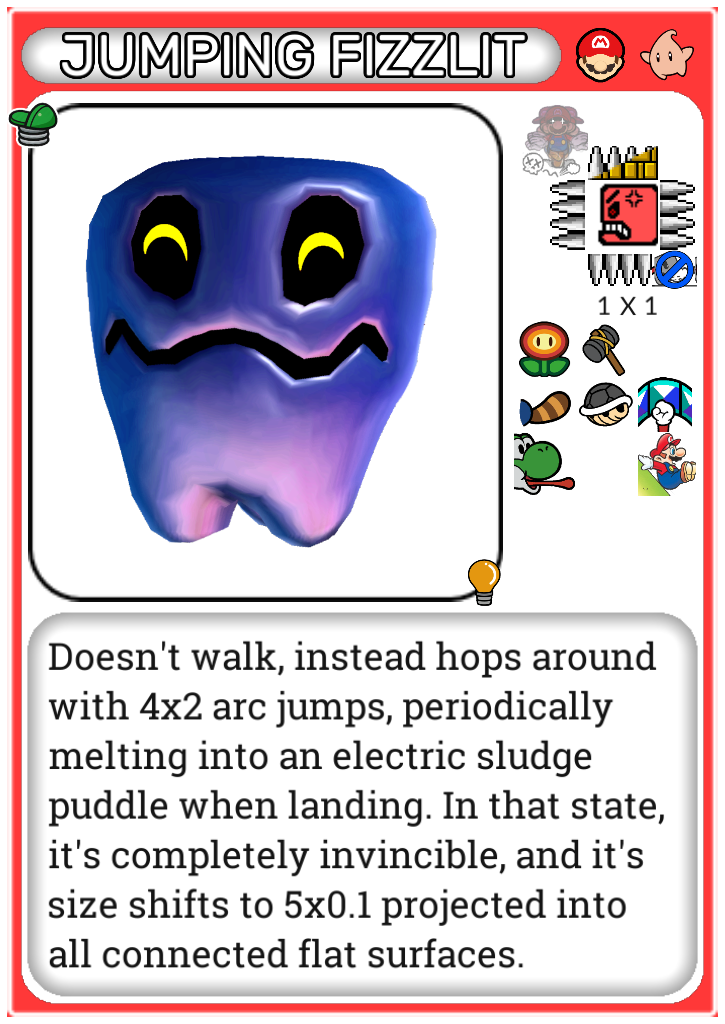 JUMPING FIZZLIT
M
1 X 1
Doesn't walk, instead hops around
with 4x2 arc jumps, periodically
melting into an electric sludge
puddle when landing. In that state,
it's completely invincible, and it's
size shifts to 5x0.1 projected into
all connected flat surfaces.